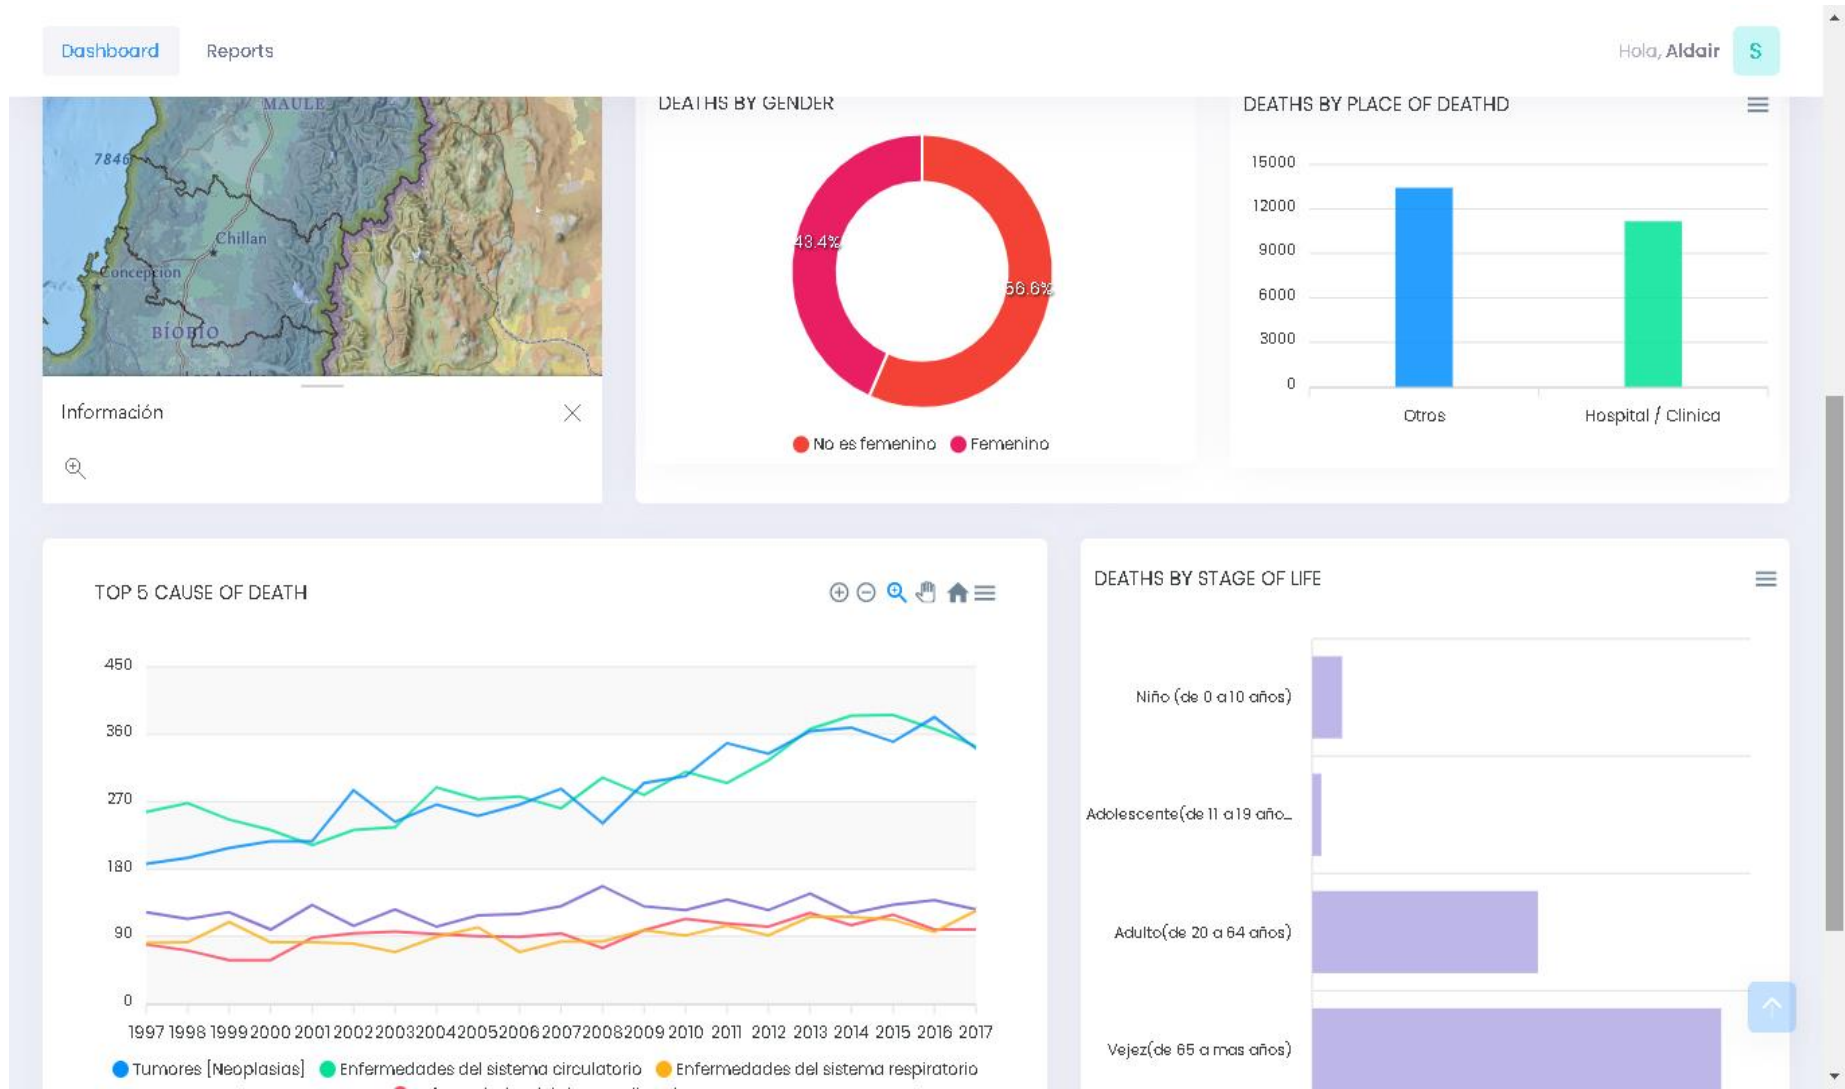 Dashboard Reports Hola, Aldair S
MAULE
7846
Chillan
Concepcion
BÍOBÍO
Información
DEATHS BY GENDER
43.4%
56.6%
No es femenino Femenino
DEATHS BY PLACE OF DEATHD
15000
12000
9000
6000
3000
0
Otros Hospital / Clinica
TOP 5 CAUSE OF DEATH
450
360
270
180
90
0
1997 1998 1999 2000 2001 2002 2003 2004 2005 2006 2007 2008 2009 2010 2011 2012 2013 2014 2015 2016 2017
Tumores [Neoplasias] Enfermedades del sistema circulatorio Enfermedades del sistema respiratorio
DEATHS BY STAGE OF LIFE
Niño (de 0 a 10 años)
Adolescente(de 11 a 19 año...
Adulto(de 20 a 64 años)
Vejez(de 65 a mas años)